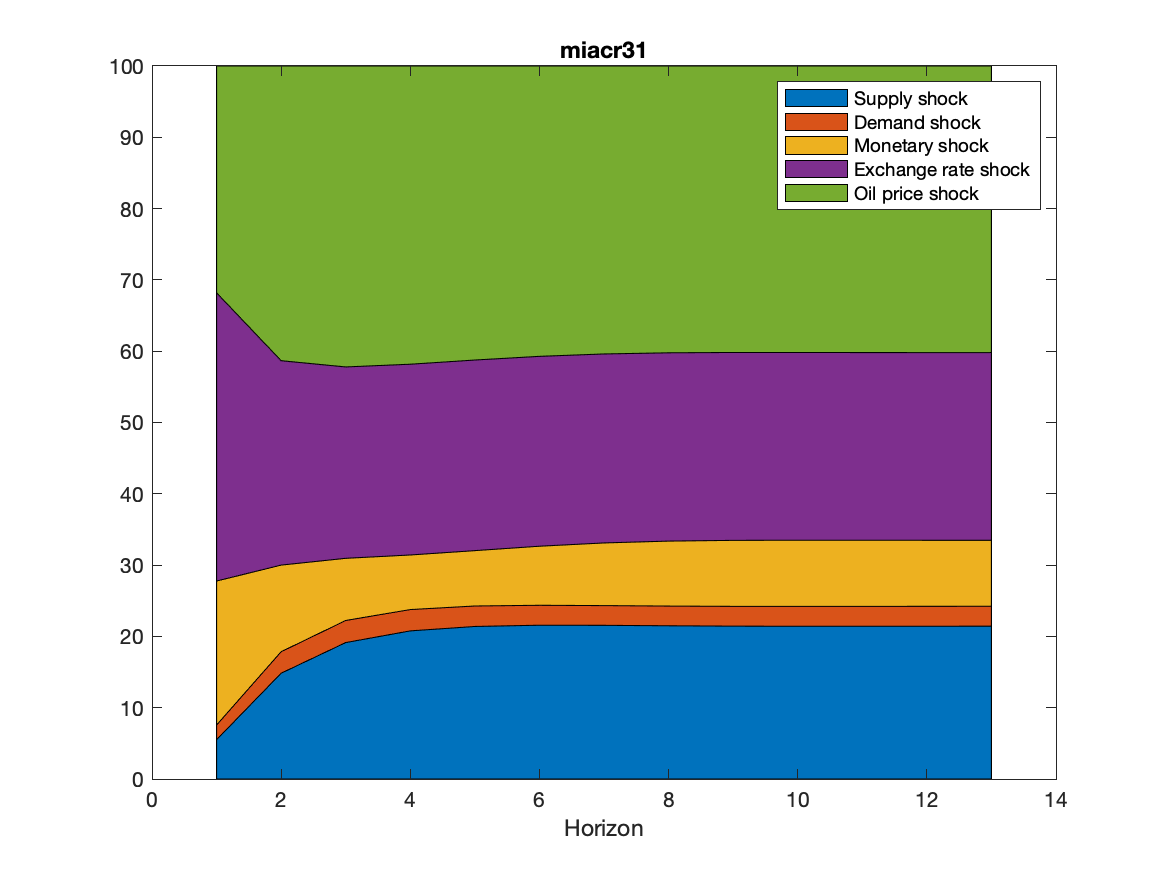 miacr31
100
90
80
70
60
50
40
30
20
10
0
Supply shock
Demand shock
Monetary shock
Exchange rate shock
Oil price shock
0 2 4 6 8 10 12 14
Horizon